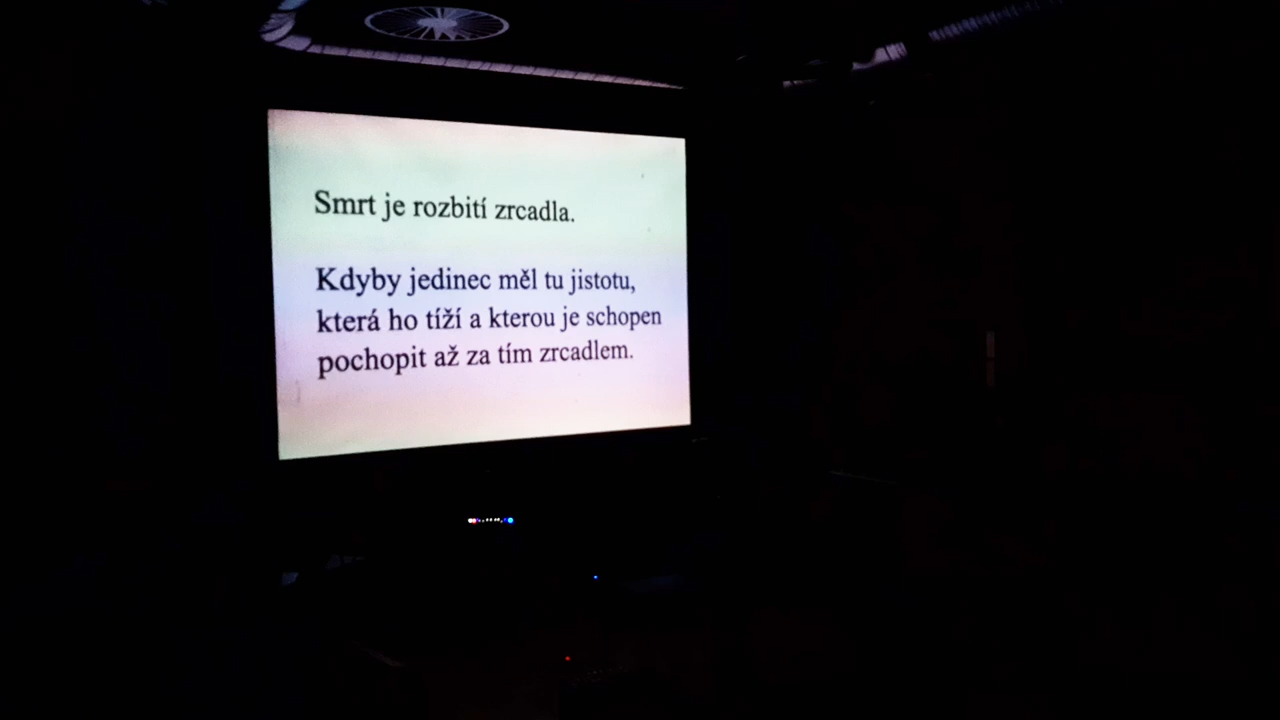 Smrt je rozbití zrcadla.
Kdyby jedinec měl tu jistotu,
která ho tíží a kterou je schopen
pochopit až za tím zrcadlem.